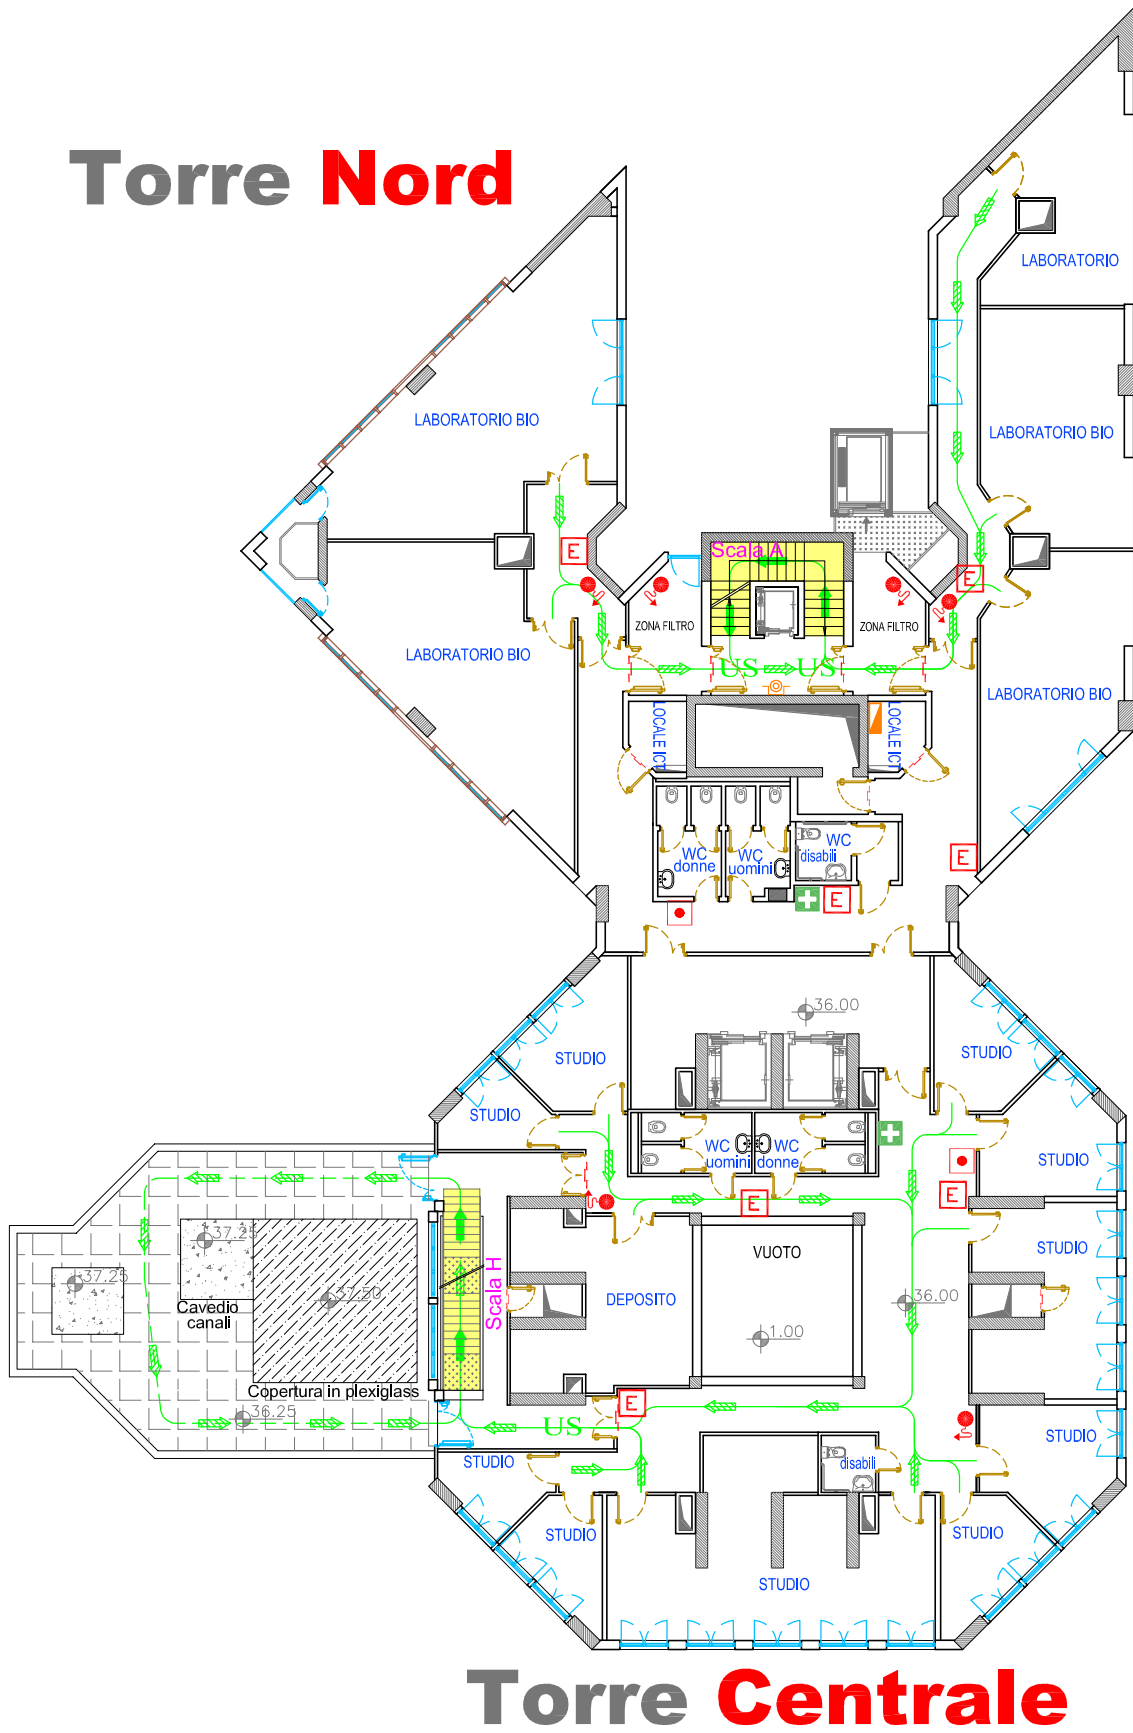 Torre Nord
LABORATORIO
LABORATORIO BIO
LABORATORIO BIO
E
Scala A
E
ZONA FILTRO
ZONA FILTRO
LABORATORIO BIO
US
US
LABORATORIO BIO
LOCALE ICT
LOCALE ICT
WC
donne
WC
uomini
WC
disabili
E
E
36.00
STUDIO
STUDIO
STUDIO
WC
uomini
WC
donne
STUDIO
E
E
37.25
VUOTO
STUDIO
37.25
Cavedio
canali
37.50
Scala H
DEPOSITO
36.00
1.00
Copertura in plexiglass
36.25
E
US
STUDIO
STUDIO
disabili
STUDIO
STUDIO
STUDIO
Torre Centrale